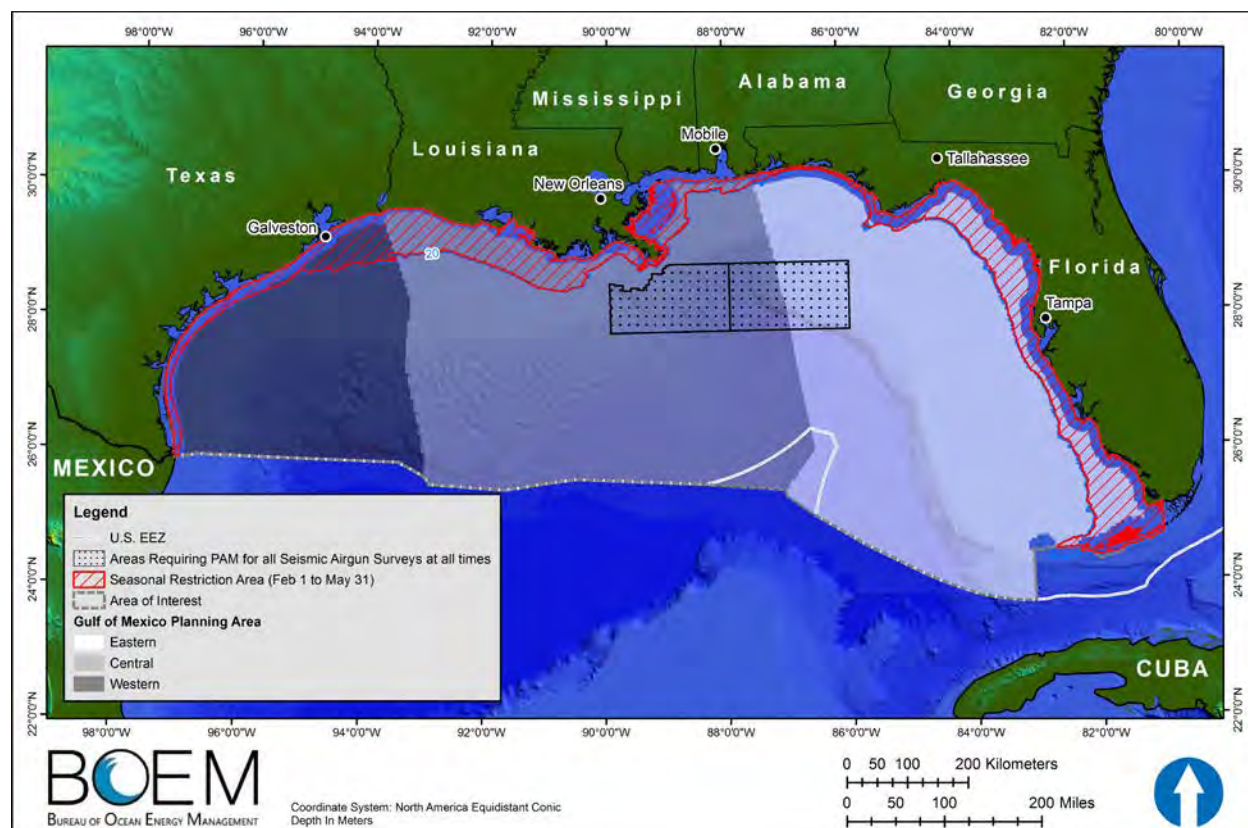 98°0'0"W 96°0'0"W 94°0'0"W 92°0'0"W 90°0'0"W 88°0'0"W 86°0'0"W 84°0'0"W 82°0'0"W 80°0'0"W
Alabama
Georgia
Mississippi
Mobile
Louisiana
Tallahassee
Texas
30°0'0"N
30°0'0"N
New Orleans
Galveston
20
Florida
28°0'0"N
Tampa
28°0'0"N
26°0'0"N
26°0'0"N
MEXICO
Legend
U.S. EEZ
Areas Requiring PAM for all Seismic Airgun Surveys at all times
Seasonal Restriction Area (Feb 1 to May 31)
Area of Interest
Gulf of Mexico Planning Area
Eastern
Central
Western
24°0'0"N
24°0'0"N
CUBA
22°0'0"N
22°0'0"N
98°0'0"W 96°0'0"W 94°0'0"W 92°0'0"W 90°0'0"W 88°0'0"W 86°0'0"W 84°0'0"W 82°0'0"W 80°0'0"W
BOEM
BUREAU OF OCEAN ENERGY MANAGEMENT
Coordinate System: North America Equidistant Conic
Depth In Meters
0 50 100 200 Kilometers
0 50 100 200 Miles